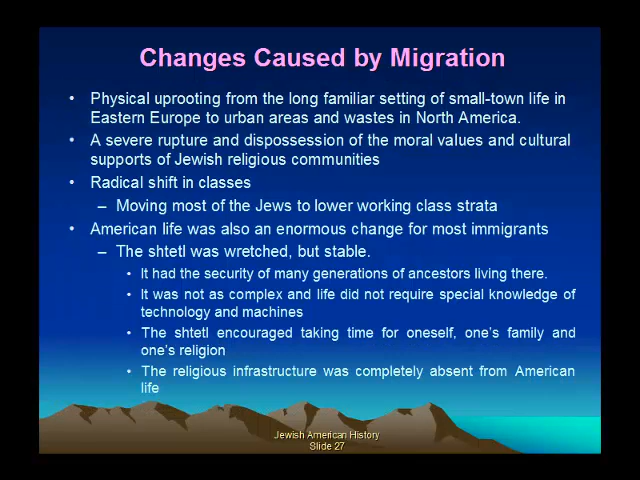 Changes Caused by Migration
• Physical uprooting from the long familiar setting of small-town life in
Eastern Europe to urban areas and wastes in North America.
• A severe rupture and dispossession of the moral values and cultural
supports of Jewish religious communities
• Radical shift in classes
– Moving most of the Jews to lower working class strata
• American life was also an enormous change for most immigrants
– The shtetl was wretched, but stable.
• It had the security of many generations of ancestors living there.
• It was not as complex and life did not require special knowledge of
technology and machines
• The shtetl encouraged taking time for oneself, one's family and
one's religion
• The religious infrastructure was completely absent from American
life
Jewish American History
Slide 27